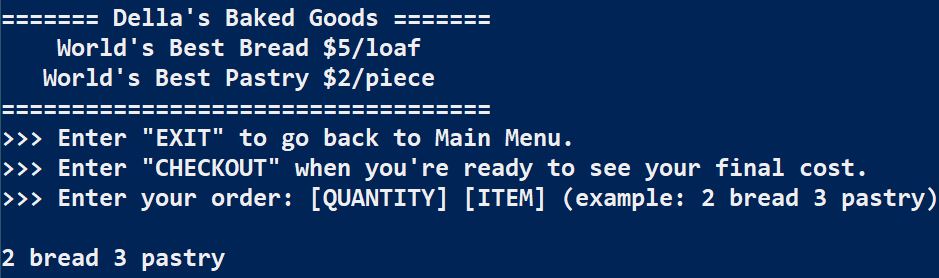 ======= Della's Baked Goods =======
World's Best Bread $5/loaf
World's Best Pastry $2/piece
===================================
>>> Enter "EXIT" to go back to Main Menu.
>>> Enter "CHECKOUT" when you're ready to see your final cost.
>>> Enter your order: [QUANTITY] [ITEM] (example: 2 bread 3 pastry)
2 bread 3 pastry